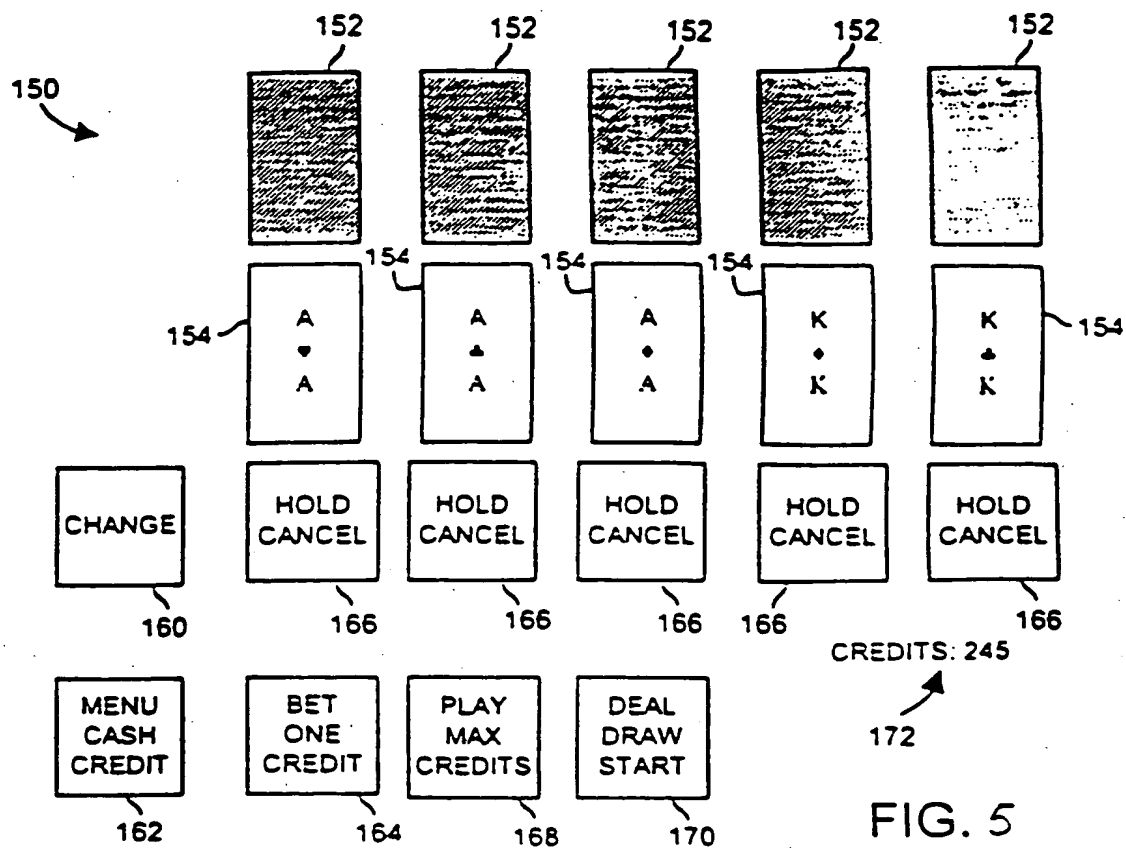 152 152 152 152 152
150
154 154 154
154 A A A K K 154
♥ ♣ ♦ ♦ ♣
A A A K K
CHANGE HOLD CANCEL HOLD CANCEL HOLD CANCEL HOLD CANCEL HOLD CANCEL
160 166 166 166 166 166
CREDITS: 245
172
MENU CASH CREDIT BET ONE CREDIT PLAY MAX CREDITS DEAL DRAW START
162 164 168 170
FIG. 5